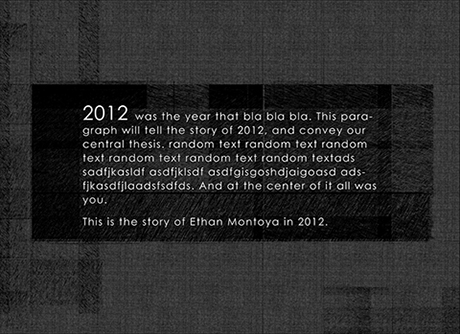 2012 was the year that bla bla bla. This para-
graph will tell the story of 2012, and convey our
central thesis. random text random text random
text random text random text random textads
sadfjkasldf asdfjklsdf asdfgisgoshdjaigoasd ads-
fjkasdfjlaadsfsdfds. And at the center of it all was
you.
This is the story of Ethan Montoya in 2012.